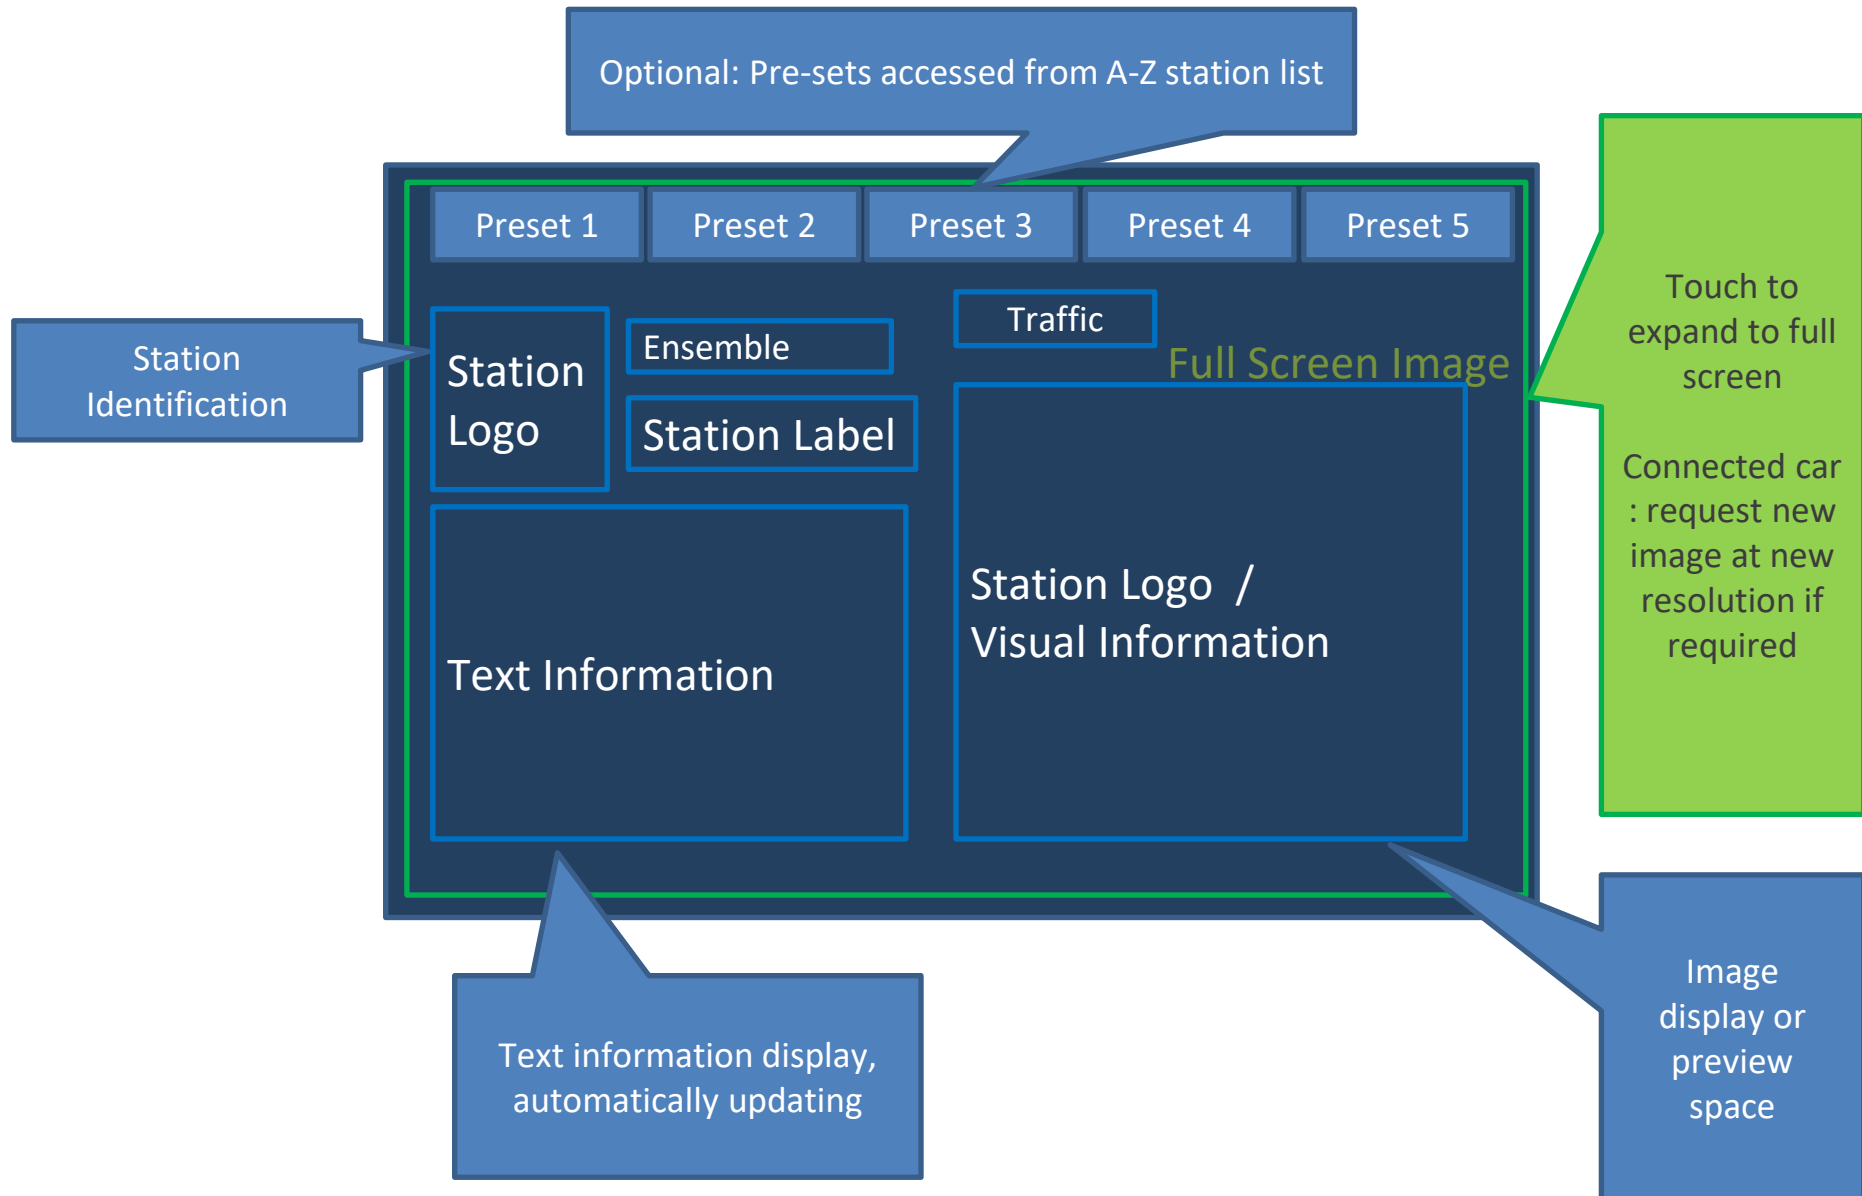 Optional: Pre-sets accessed from A-Z station list
Preset 1
Preset 2
Preset 3
Preset 4
Preset 5
Station
Identification
Station
Logo
Ensemble
Station Label
Traffic
Full Screen Image
Text Information
Station Logo /
Visual Information
Touch to
expand to full
screen
Connected car
: request new
image at new
resolution if
required
Text information display,
automatically updating
Image
display or
preview
space